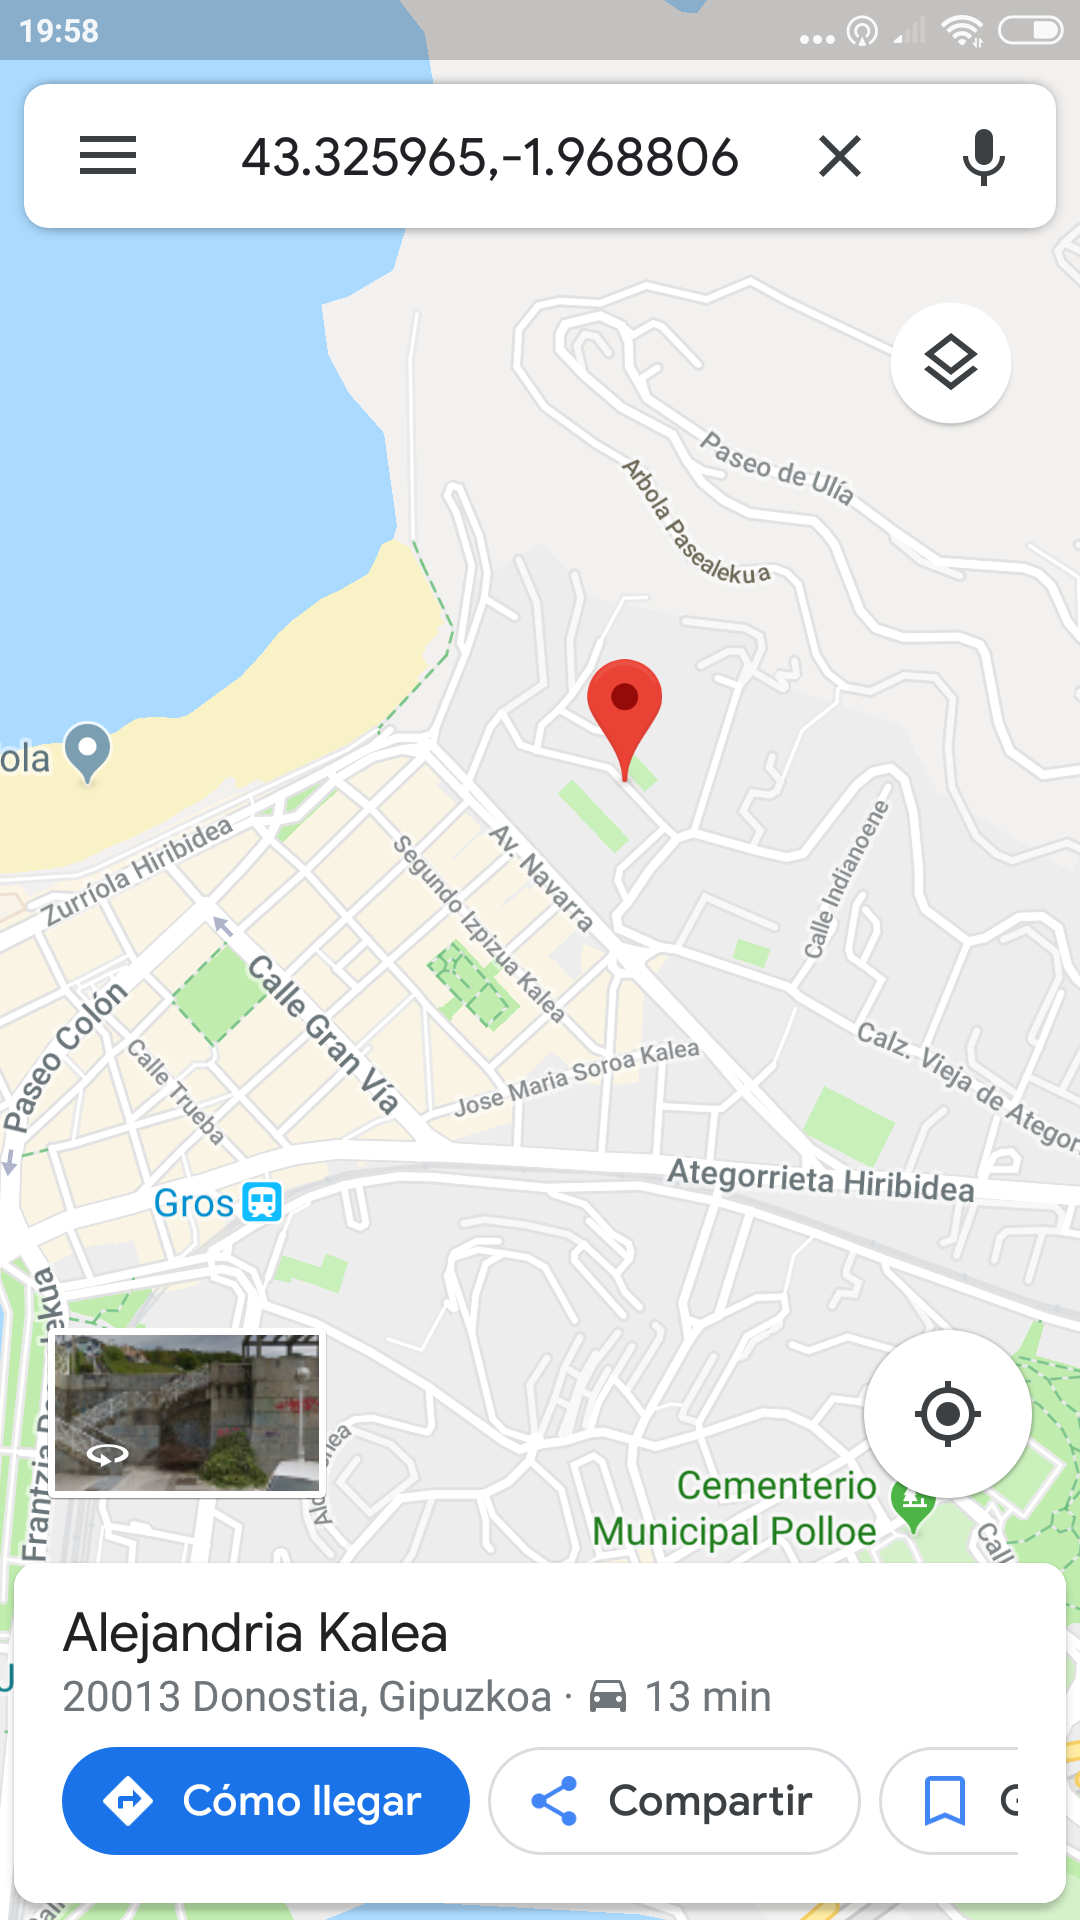 19:58
43.325965,-1.968806
Paseo de Ulía
Arbola Pasealekua
ola
Zurriola Hiribidea
Segundo Izpizua Kalea
Av. Navarra
Calle Indianoene
Calle Gran Vía
Paseo Colón
Calle Trueba
Jose Maria Soroa Kalea
Calz. Vieja de Ategor
Ategorrieta Hiribidea
Gros
Frantzia
Cementerio
Municipal Polloe
Call
Alejandria Kalea
20013 Donostia, Gipuzkoa · 13 min
Cómo llegar
Compartir